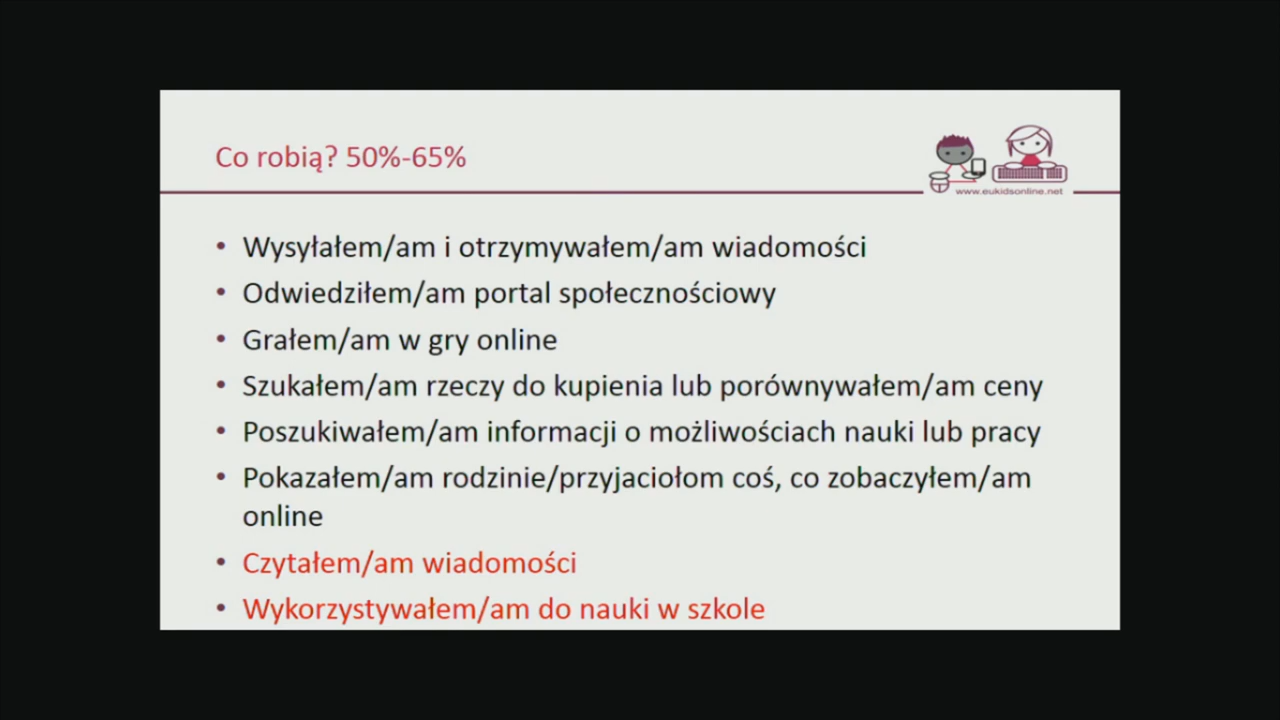 Co robią? 50%-65%
www.eukidsonline.net
• Wysyłałem/am i otrzymywałem/am wiadomości
• Odwiedziłem/am portal społecznościowy
• Grałem/am w gry online
• Szukałem/am rzeczy do kupienia lub porównywałem/am ceny
• Poszukiwałem/am informacji o możliwościach nauki lub pracy
• Pokazałem/am rodzinie/przyjaciołom coś, co zobaczyłem/am
online
• Czytałem/am wiadomości
• Wykorzystywałem/am do nauki w szkole